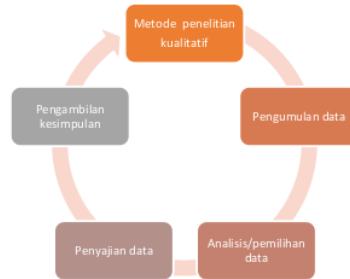 Metode penelitian
kualitatif
Pengumulan data
Analisis/pemilihan
data
Penyajian data
Pengambilan
kesimpulan